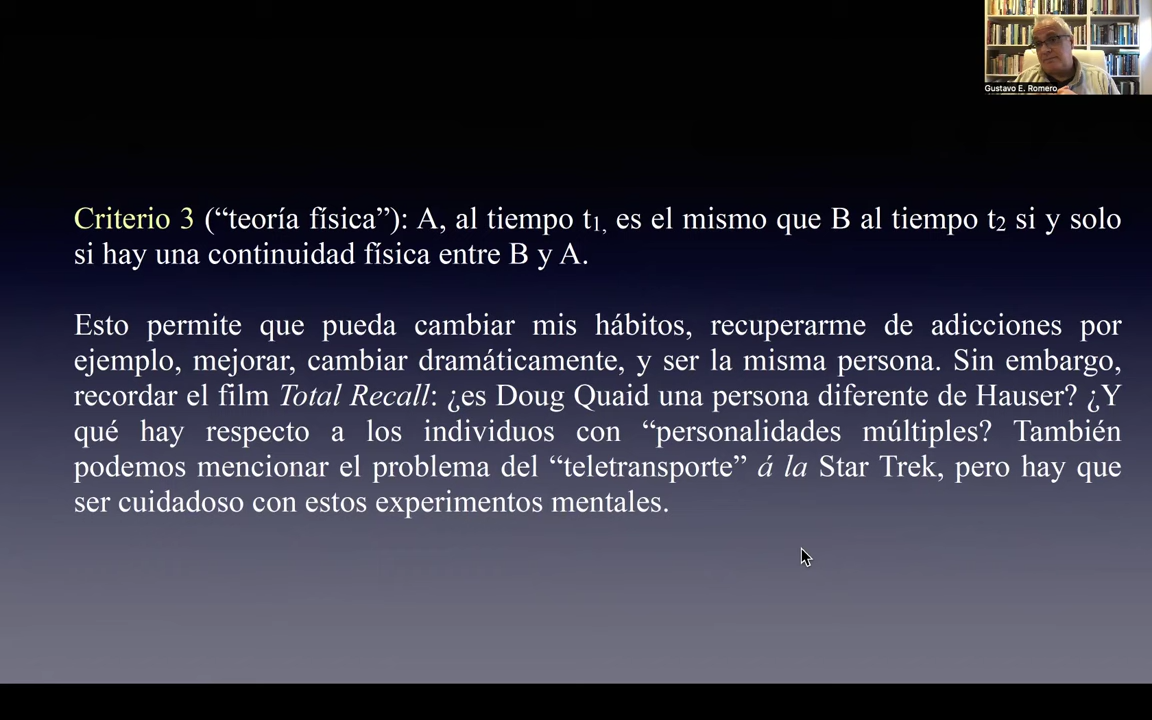 Gustavo E. Romero
Criterio 3 (“teoría física”): A, al tiempo t1, es el mismo que B al tiempo t2 si y solo
si hay una continuidad física entre B y A.
Esto permite que pueda cambiar mis hábitos, recuperarme de adicciones por
ejemplo, mejorar, cambiar dramáticamente, y ser la misma persona. Sin embargo,
recordar el film Total Recall: ¿es Doug Quaid una persona diferente de Hauser? ¿Y
qué hay respecto a los individuos con “personalidades múltiples? También
podemos mencionar el problema del “teletransporte” á la Star Trek, pero hay que
ser cuidadoso con estos experimentos mentales.